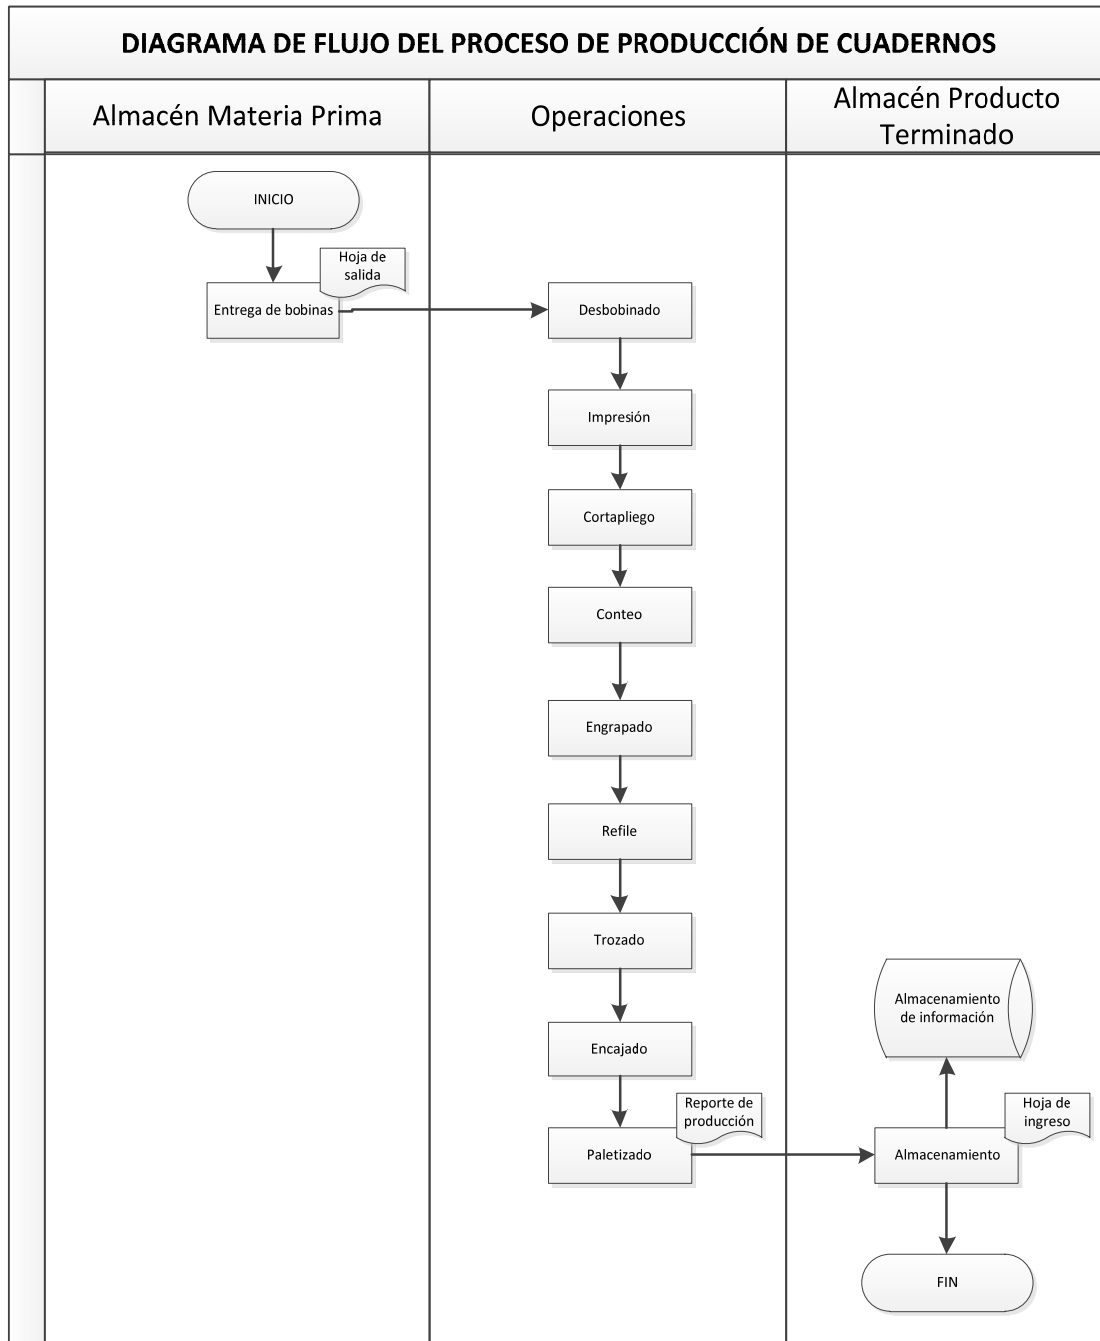 DIAGRAMA DE FLUJO DEL PROCESO DE PRODUCCIÓN DE CUADERNOS
Almacén Materia Prima
Operaciones
Almacén Producto
Terminado
INICIO
Hoja de
salida
Entrega de bobinas
Desbobinado
Impresión
Cortapliego
Conteo
Engrapado
Refile
Trozado
Encajado
Reporte de
producción
Paletizado
Almacenamiento
de información
Hoja de
ingreso
Almacenamiento
FIN